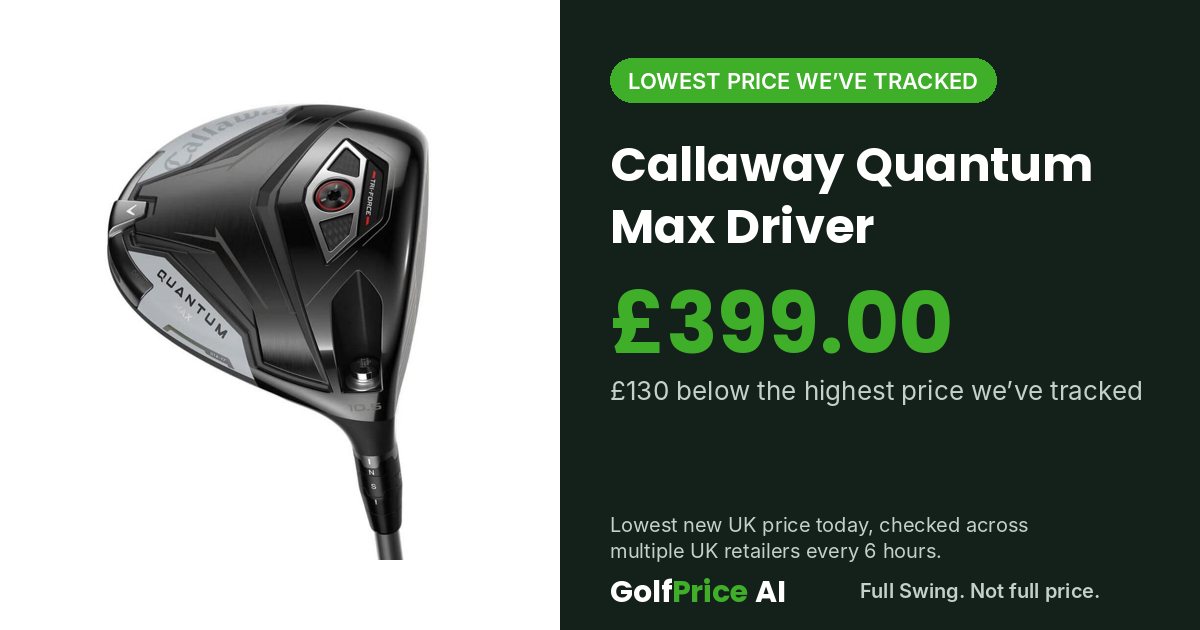 Callaway
TRI-FORCE
QUANTUM
MAX
10.5
I
N
S
I
LOWEST PRICE WE’VE TRACKED
Callaway Quantum
Max Driver
£399.00
£130 below the highest price we’ve tracked
Lowest new UK price today, checked across
multiple UK retailers every 6 hours.
GolfPrice AI
Full Swing. Not full price.